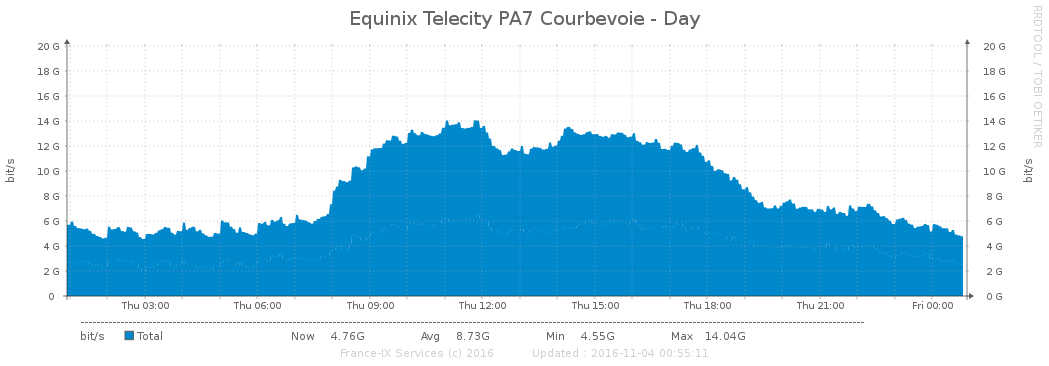 Equinix Telecity PA7 Courbevoie - Day
RRDTOOL / TOBI OETIKER
20 G 20 G
18 G 18 G
16 G 16 G
14 G 14 G
12 G 12 G
10 G 10 G
8 G 8 G
6 G 6 G
4 G 4 G
2 G 2 G
0 0 G
bit/s
bit/s
Thu 03:00 Thu 06:00 Thu 09:00 Thu 12:00 Thu 15:00 Thu 18:00 Thu 21:00 Fri 00:00
bit/s Total Now 4.76G Avg 8.73G Min 4.55G Max 14.04G
France-IX Services (c) 2016 Updated : 2016-11-04 00:55:11